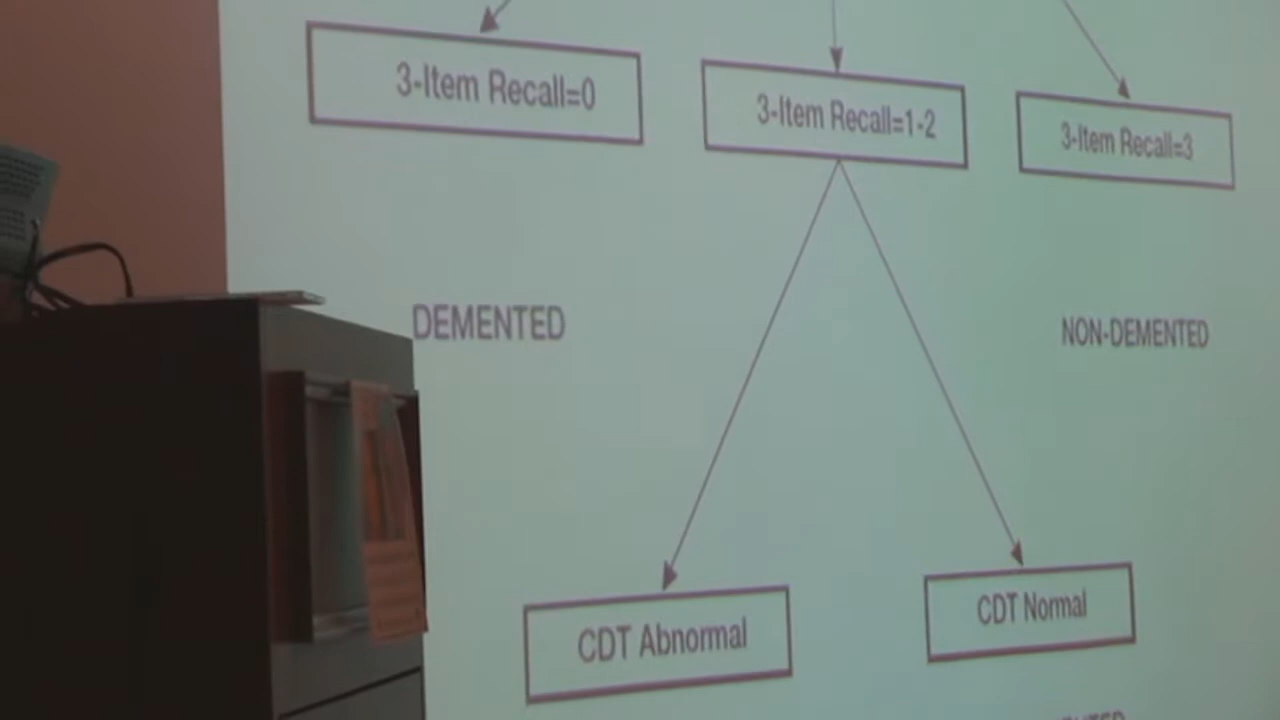 3-Item Recall=0
3-Item Recall=1-2
3-Item Recall=3
DEMENTED
NON-DEMENTED
CDT Abnormal
CDT Normal